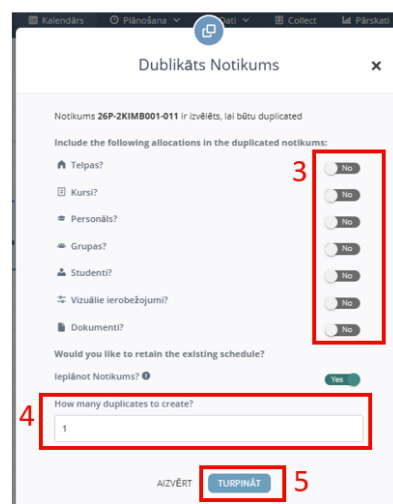 Kalendārs Plānošana Dati Collect Pārskati
Dublikāts Notikums
Notikums 26P-2KIMB001-011 ir izvēlēts, lai būtu duplicated
Include the following allocations in the duplicated notikums:
Telpas? No
3
Kursi? No
Personāls? No
Grupas? No
Studenti? No
Vizuālie ierobežojumi? No
Dokumenti? No
Would you like to retain the existing schedule?
Ieplānot Notikums? Yes
How many duplicates to create?
4
1
AIZVĒRT TURPINĀT 5